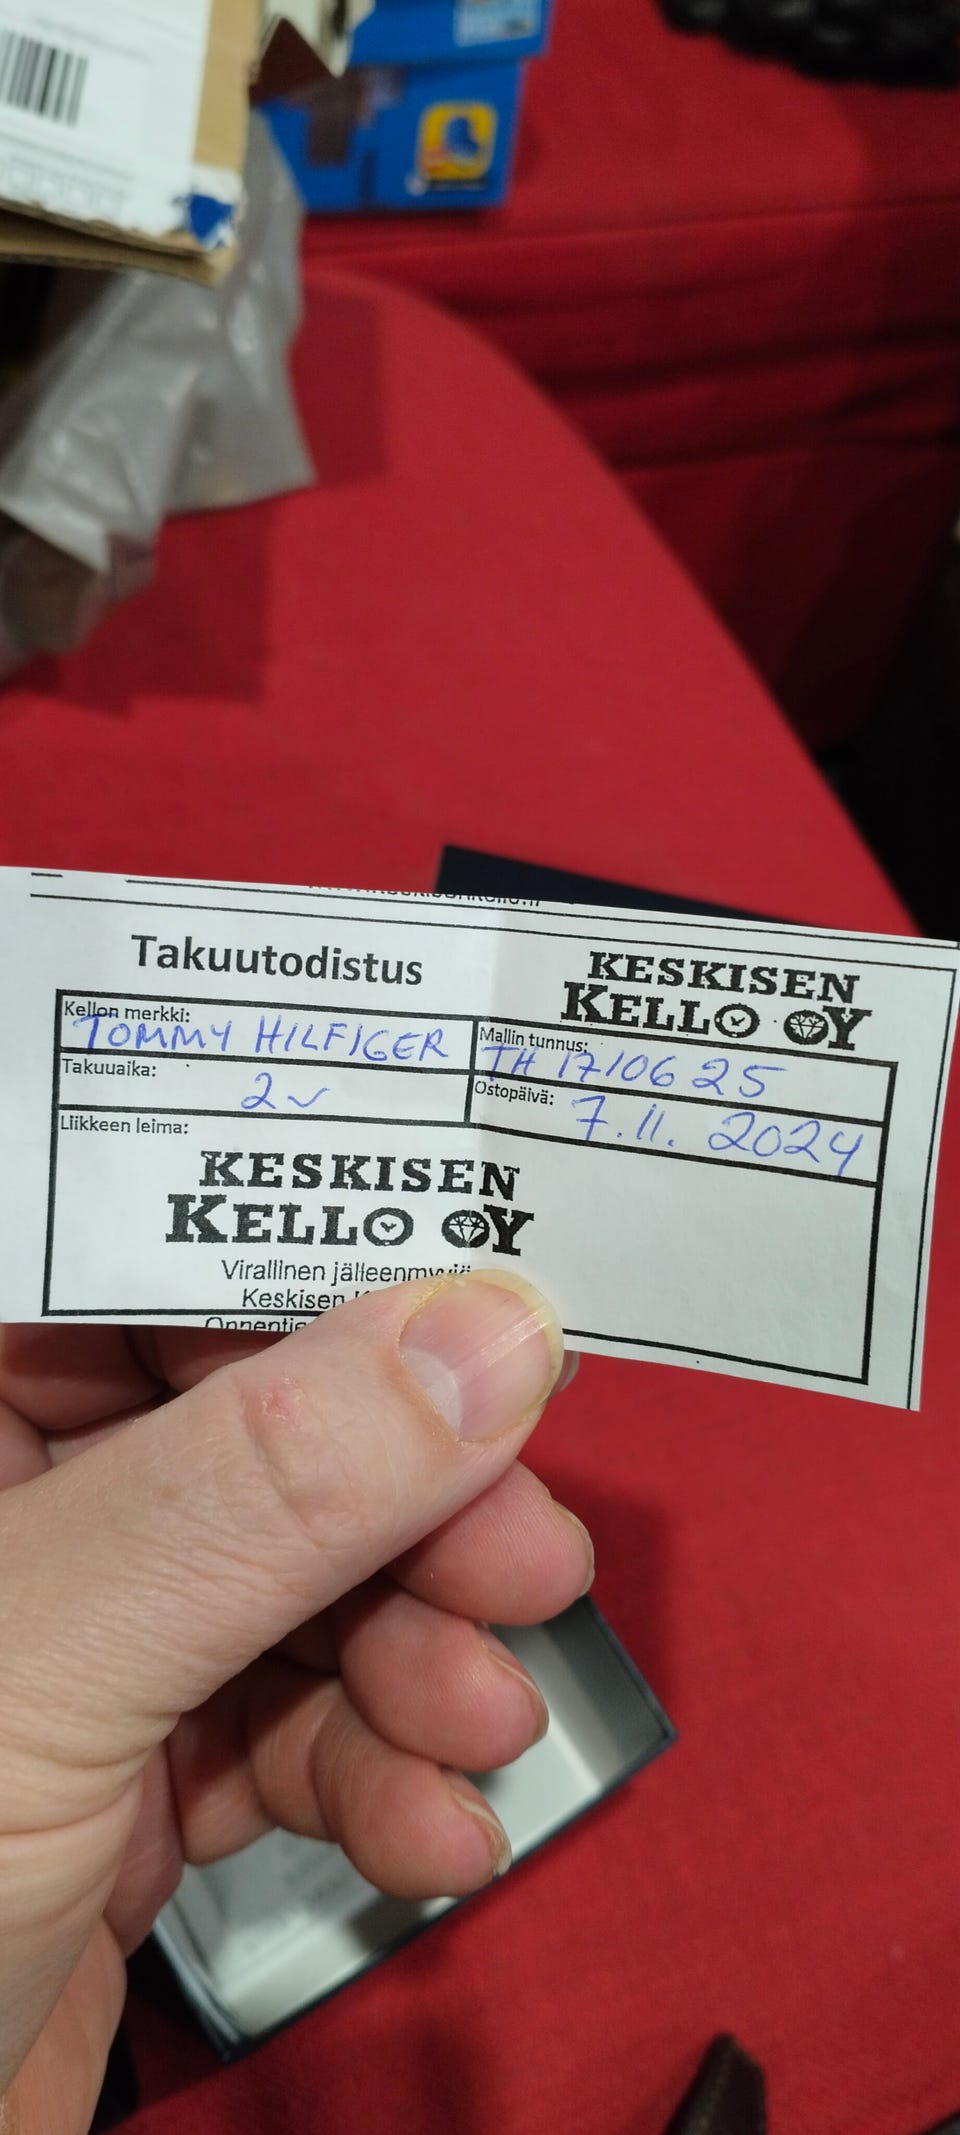 Takuutodistus
KESKISEN
KELLO OY
Kellon merkki:
TOMMY HILFIGER
Mallin tunnus:
TH 1710625
Takuuaika:
2v
Ostopäivä:
7.11. 2024
Liikkeen leima:
KESKISEN
KELLO OY
Virallinen jälleenmyyjä
Keskisen